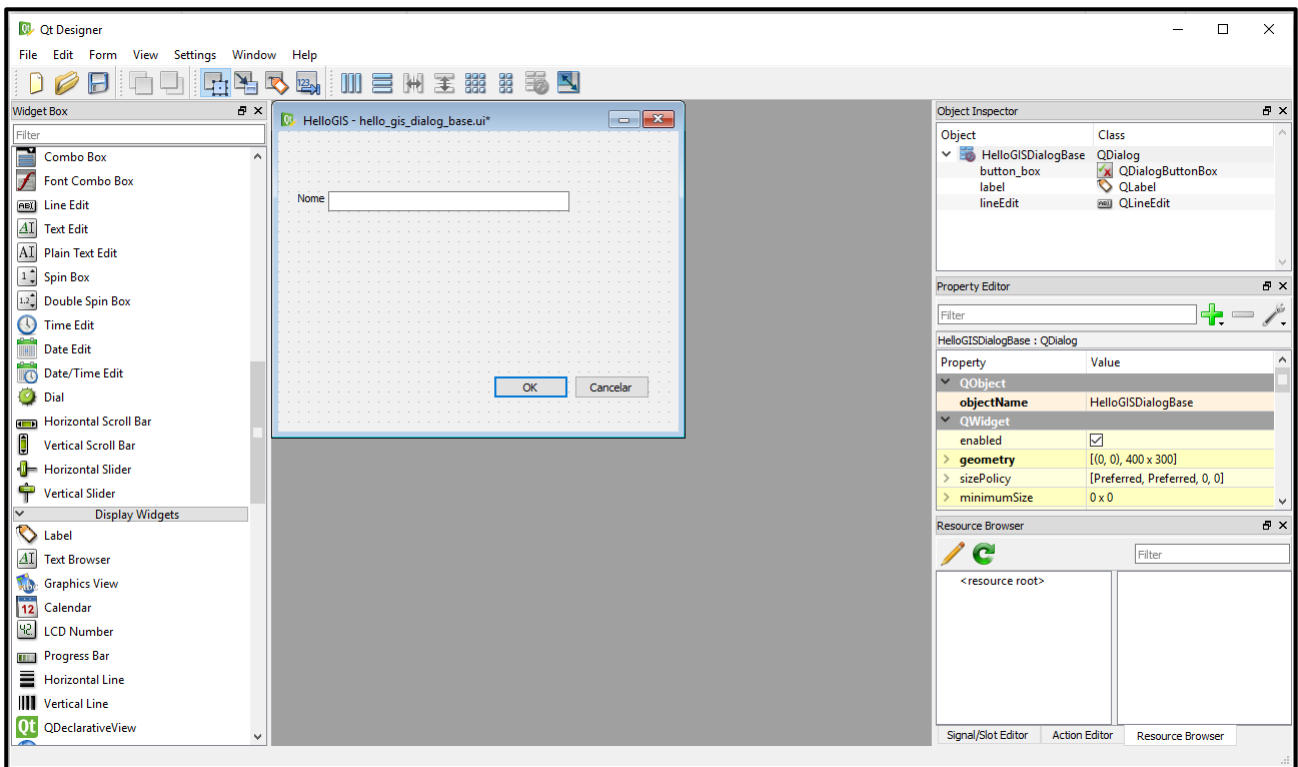 Qt Designer
File Edit Form View Settings Window Help
Widget Box
Filter
Combo Box
Font Combo Box
Line Edit
Text Edit
Plain Text Edit
Spin Box
Double Spin Box
Time Edit
Date Edit
Date/Time Edit
Dial
Horizontal Scroll Bar
Vertical Scroll Bar
Horizontal Slider
Vertical Slider
Display Widgets
Label
Text Browser
Graphics View
12 Calendar
LCD Number
Progress Bar
Horizontal Line
Vertical Line
Qt QDeclarativeView
HelloGIS - hello_gis_dialog_base.ui*
Nome
OK Cancelar
Object Inspector
Object Class
HelloGISDialogBase QDialog
button_box QDialogButtonBox
label QLabel
lineEdit QLineEdit
Property Editor
Filter
HelloGISDialogBase : QDialog
Property Value
QObject
objectName HelloGISDialogBase
QWidget
enabled
geometry [(0, 0), 400 x 300]
sizePolicy [Preferred, Preferred, 0, 0]
minimumSize 0 x 0
Resource Browser
Filter
<resource root>
Signal/Slot Editor Action Editor Resource Browser